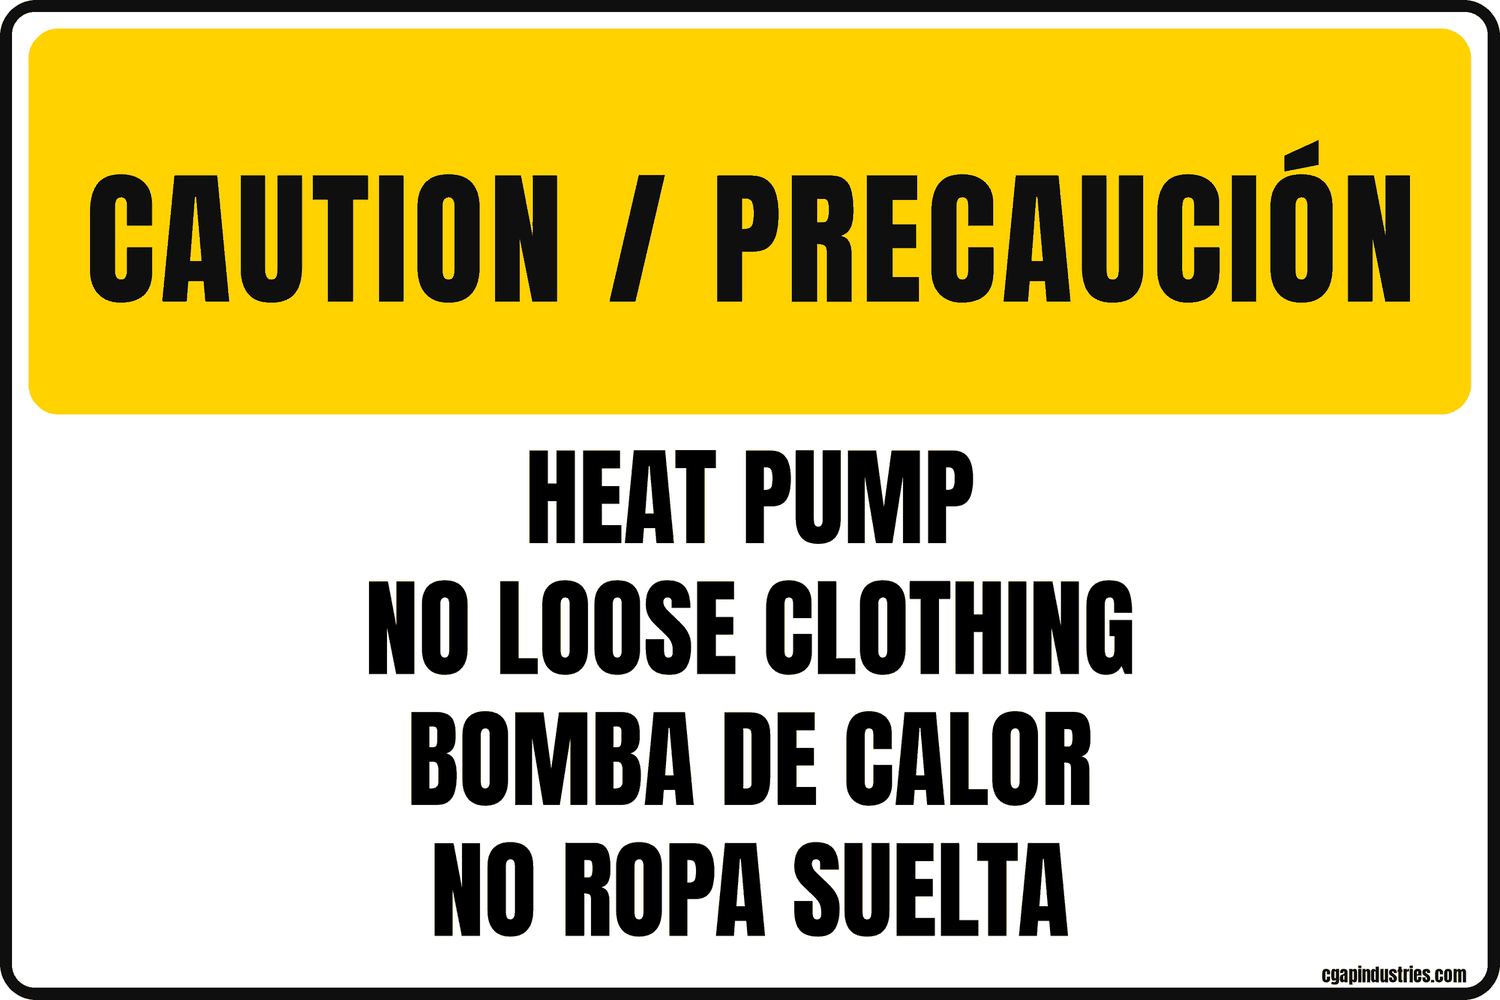 CAUTION / PRECAUCIÓN
HEAT PUMP
NO LOOSE CLOTHING
BOMBA DE CALOR
NO ROPA SUELTA
cgapindustries.com